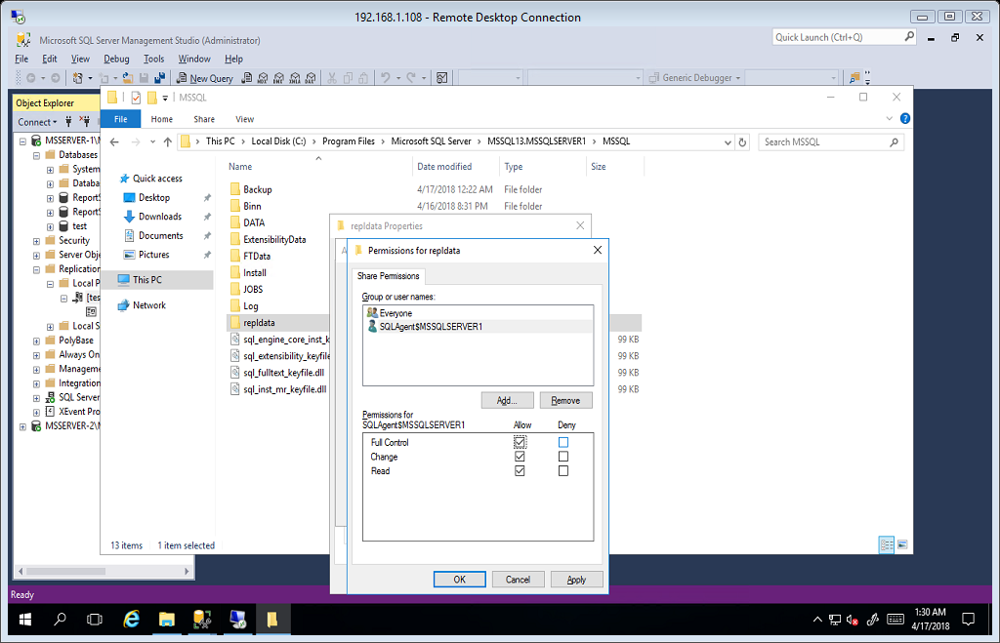 192.168.1.108 - Remote Desktop Connection
Microsoft SQL Server Management Studio (Administrator)
Quick Launch (Ctrl+Q)
File Edit View Debug Tools Window Help
New Query
MDX DMX XMLA DAX
Generic Debugger
Object Explorer
Connect
MSSERVER-1\M
Databases
System
Databa
ReportS
ReportS
test
Security
Server Obje
Replication
Local P
[tes
Local S
PolyBase
Always On
Manageme
Integration
SQL Server
XEvent Pro
MSSERVER-2\M
MSSQL
File Home Share View
This PC > Local Disk (C:) > Program Files > Microsoft SQL Server > MSSQL13.MSSQLSERVER1 > MSSQL
Search MSSQL
Quick access
Desktop
Downloads
Documents
Pictures
This PC
Network
Name Date modified Type Size
Backup 4/17/2018 12:22 AM File folder
Binn 4/16/2018 8:31 PM File folder
DATA
ExtensibilityData
FTData
Install
JOBS
Log
repldata
sql_engine_core_inst_k 99 KB
sql_extensibility_keyfile 99 KB
sql_fulltext_keyfile.dll 99 KB
sql_inst_mr_keyfile.dll 99 KB
13 items 1 item selected
repldata Properties
A
Permissions for repldata
Share Permissions
Group or user names:
Everyone
SQLAgent$MSSQLSERVER1
Add... Remove
Permissions for
SQLAgent$MSSQLSERVER1 Allow Deny
Full Control
Change
Read
OK Cancel Apply
Ready
1:30 AM
4/17/2018